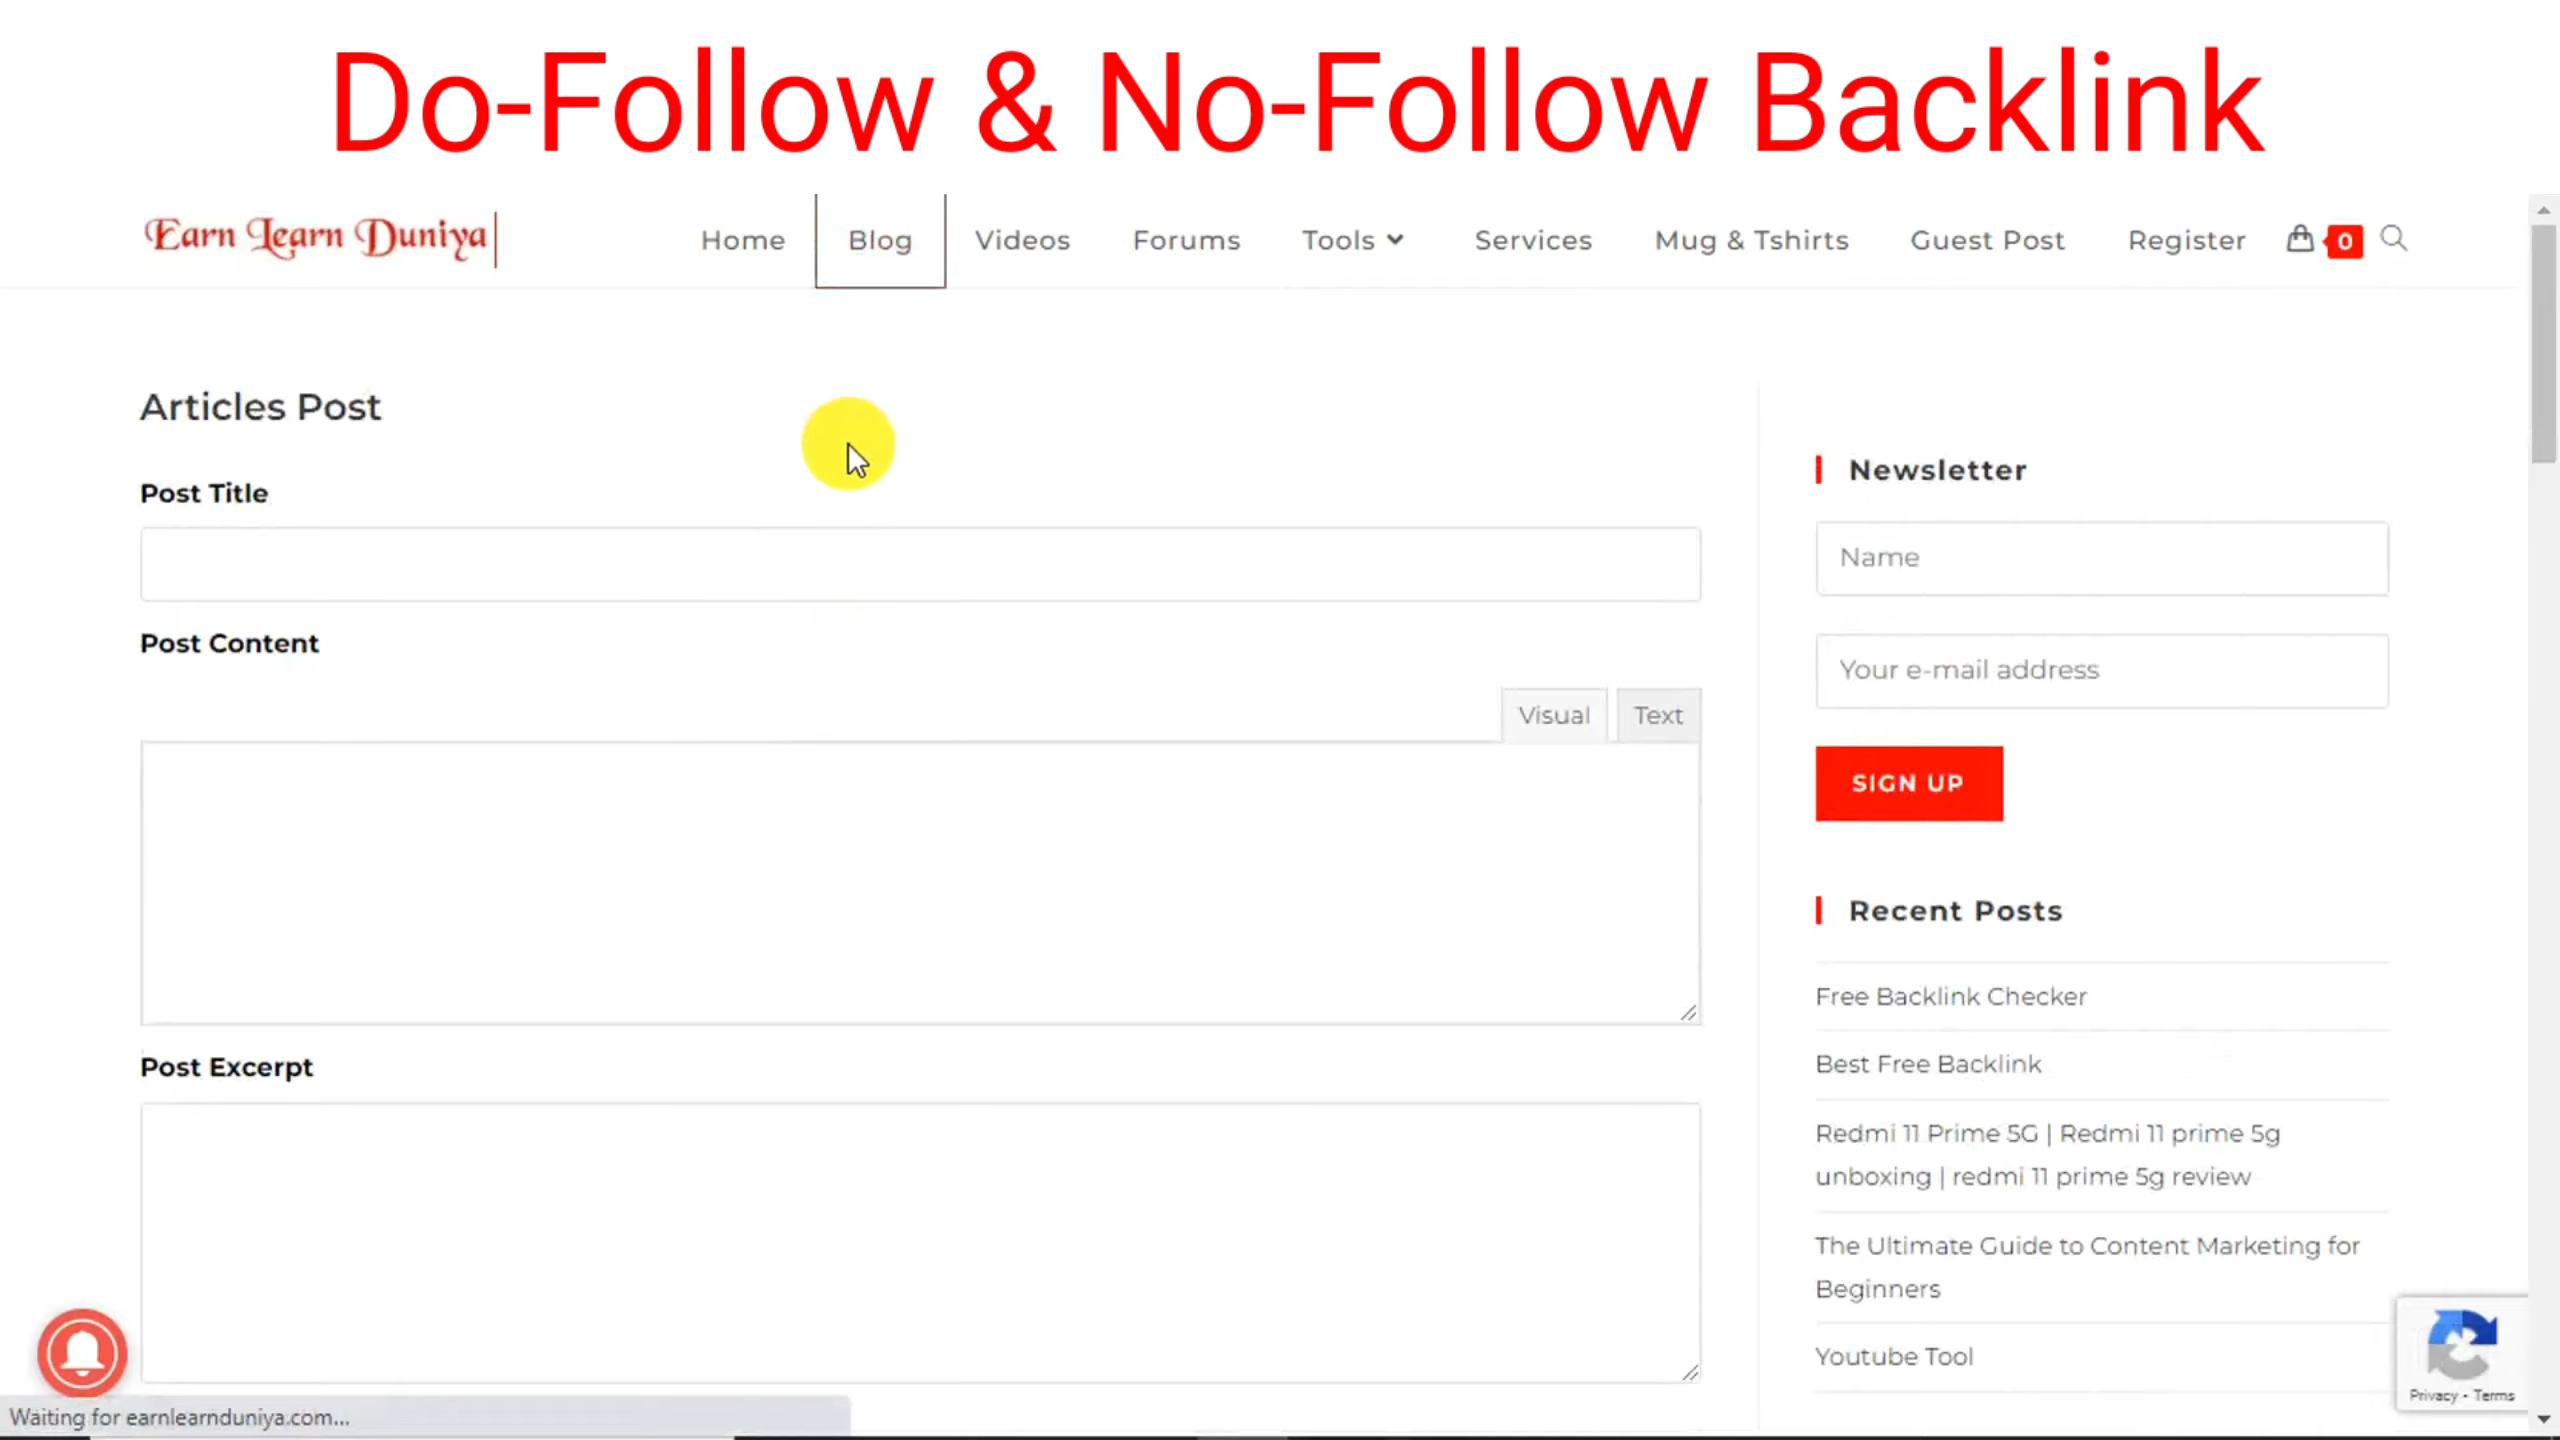 Do-Follow & No-Follow Backlink
Earn Learn Duniya
Home Blog Videos Forums Tools Services Mug & Tshirts Guest Post Register 0
Articles Post
Post Title
Post Content
Visual Text
Post Excerpt
Newsletter
Name
Your e-mail address
SIGN UP
Recent Posts
Free Backlink Checker
Best Free Backlink
Redmi 11 Prime 5G | Redmi 11 prime 5g
unboxing | redmi 11 prime 5g review
The Ultimate Guide to Content Marketing for
Beginners
Youtube Tool
Privacy - Terms
Waiting for earnlearnduniya.com...